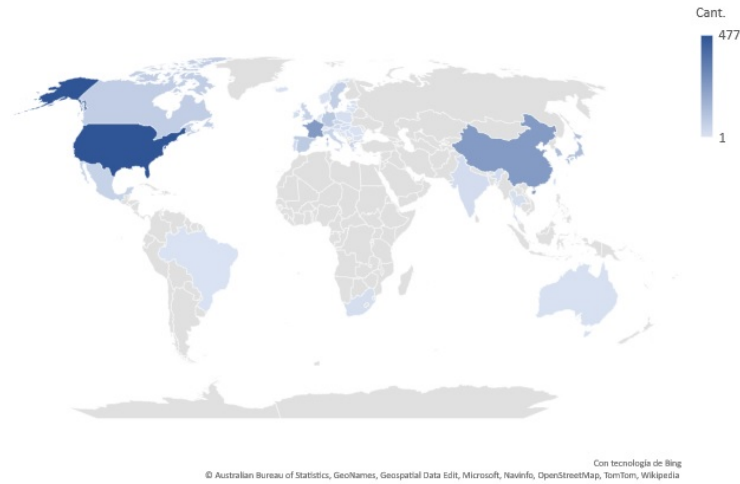 Cant.
477
1
Con tecnología de Bing
© Australian Bureau of Statistics, GeoNames, Geospatial Data Edit, Microsoft, Navinfo, OpenStreetMap, TomTom, Wikipedia